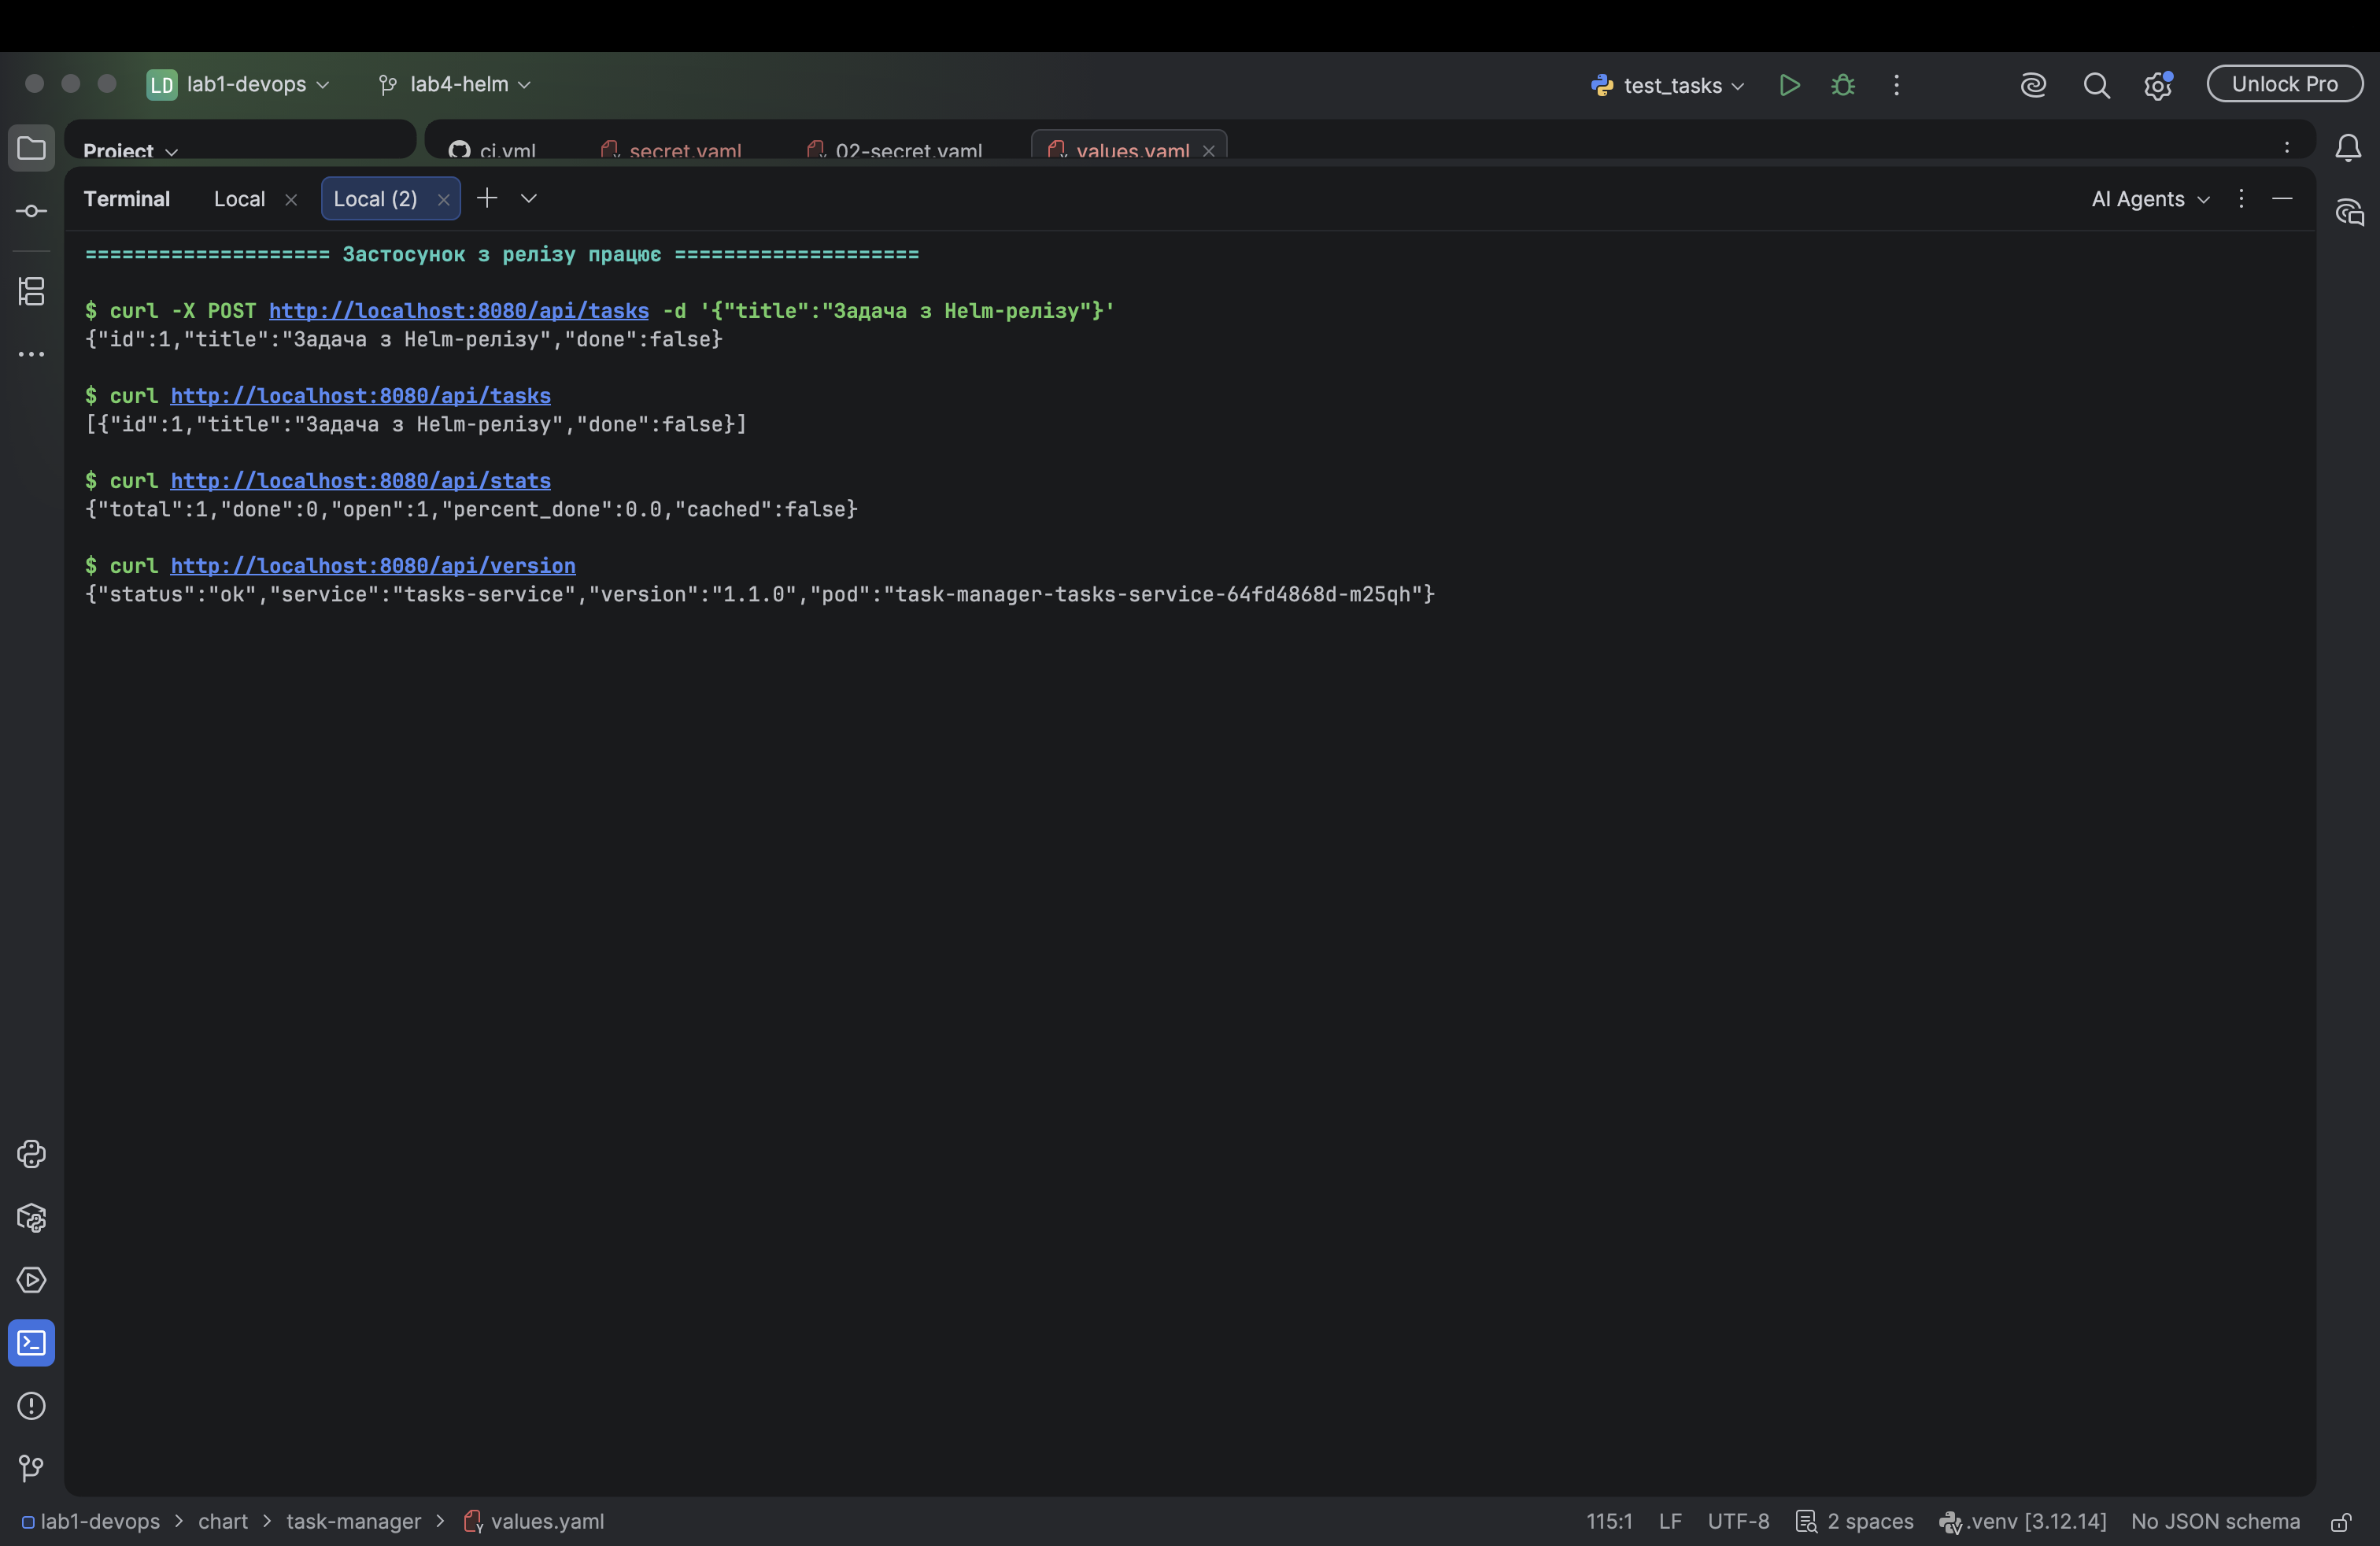 LD lab1-devops lab4-helm test_tasks Unlock Pro
Project ci.yml secret.yaml 02-secret.yaml values.yaml
Terminal Local Local (2) AI Agents
==================== Застосунок з релізу працює ====================
$ curl -X POST http://localhost:8080/api/tasks -d '{"title":"Задача з Helm-релізу"}'
{"id":1,"title":"Задача з Helm-релізу","done":false}
$ curl http://localhost:8080/api/tasks
[{"id":1,"title":"Задача з Helm-релізу","done":false}]
$ curl http://localhost:8080/api/stats
{"total":1,"done":0,"open":1,"percent_done":0.0,"cached":false}
$ curl http://localhost:8080/api/version
{"status":"ok","service":"tasks-service","version":"1.1.0","pod":"task-manager-tasks-service-64fd4868d-m25qh"}
lab1-devops > chart > task-manager > values.yaml 115:1 LF UTF-8 2 spaces .venv [3.12.14] No JSON schema